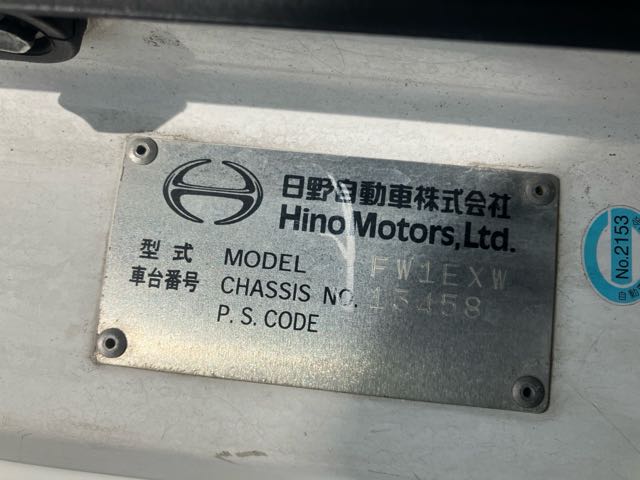 日野自動車株式会社
Hino Motors, Ltd.
型式 MODEL FW1EXW
車台番号 CHASSIS NO. 15458
P. S. CODE
No.2153